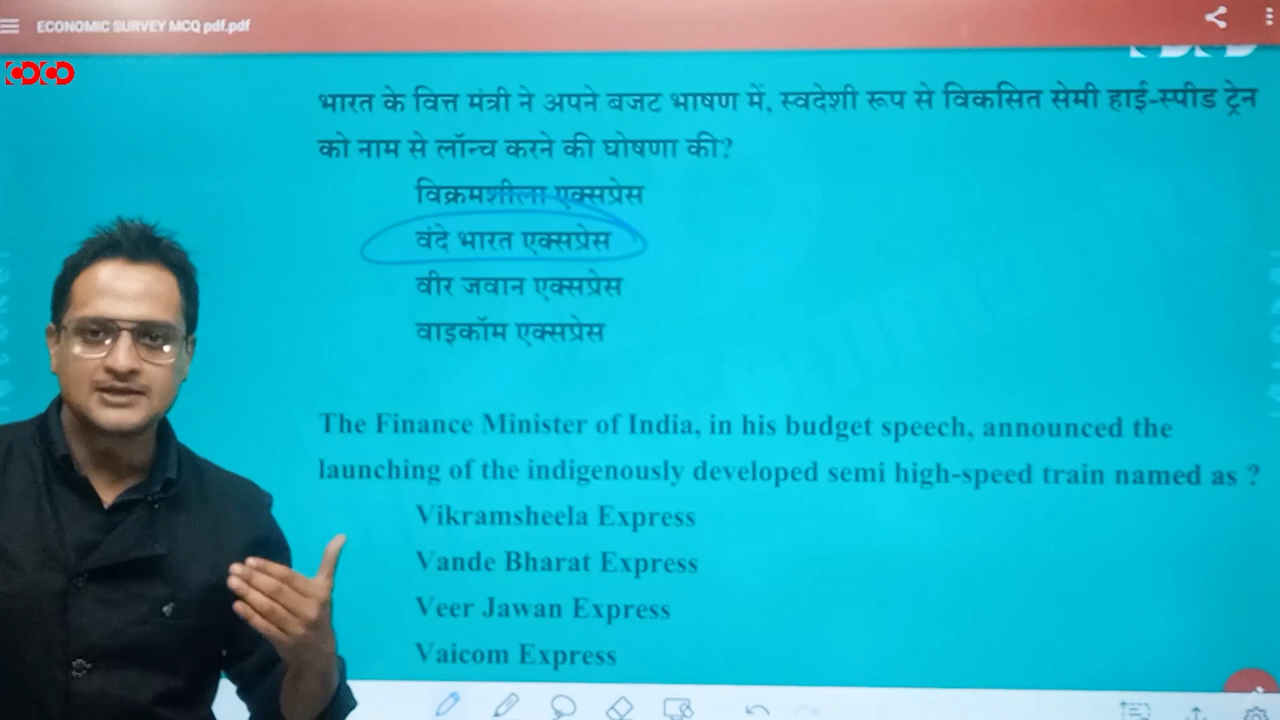 ECONOMIC SURVEY MCQ pdf.pdf
भारत के वित्त मंत्री ने अपने बजट भाषण में, स्वदेशी रूप से विकसित सेमी हाई-स्पीड ट्रेन
को नाम से लॉन्च करने की घोषणा की?
विक्रमशीला एक्सप्रेस
वंदे भारत एक्सप्रेस
वीर जवान एक्सप्रेस
वाइकॉम एक्सप्रेस
The Finance Minister of India, in his budget speech, announced the
launching of the indigenously developed semi high-speed train named as ?
Vikramsheela Express
Vande Bharat Express
Veer Jawan Express
Vaicom Express